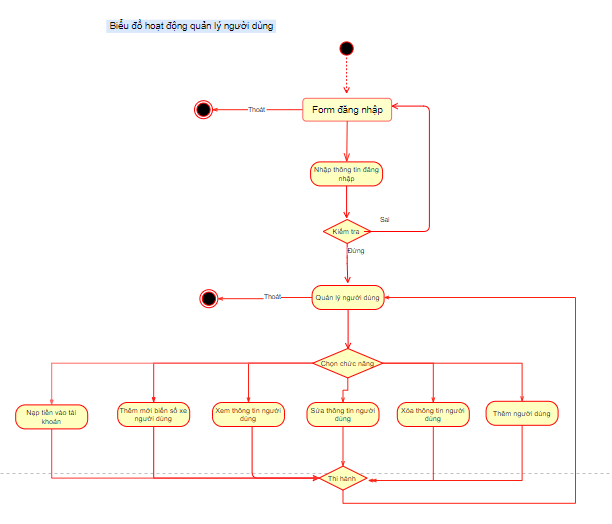 Biểu đồ hoạt động quản lý người dùng
Thoát
Form đăng nhập
Nhập thông tin đăng
nhập
Sai
Kiểm tra
Đừng
Thoát
Quản lý người dùng
Chọn chức năng
Nạp tiền vào tài
khoản
Thêm mới biển số xe
người dùng
Xem thông tin người
dùng
Sửa thông tin người
dùng
Xóa thông tin người
dùng
Thêm người dùng
Thi hành